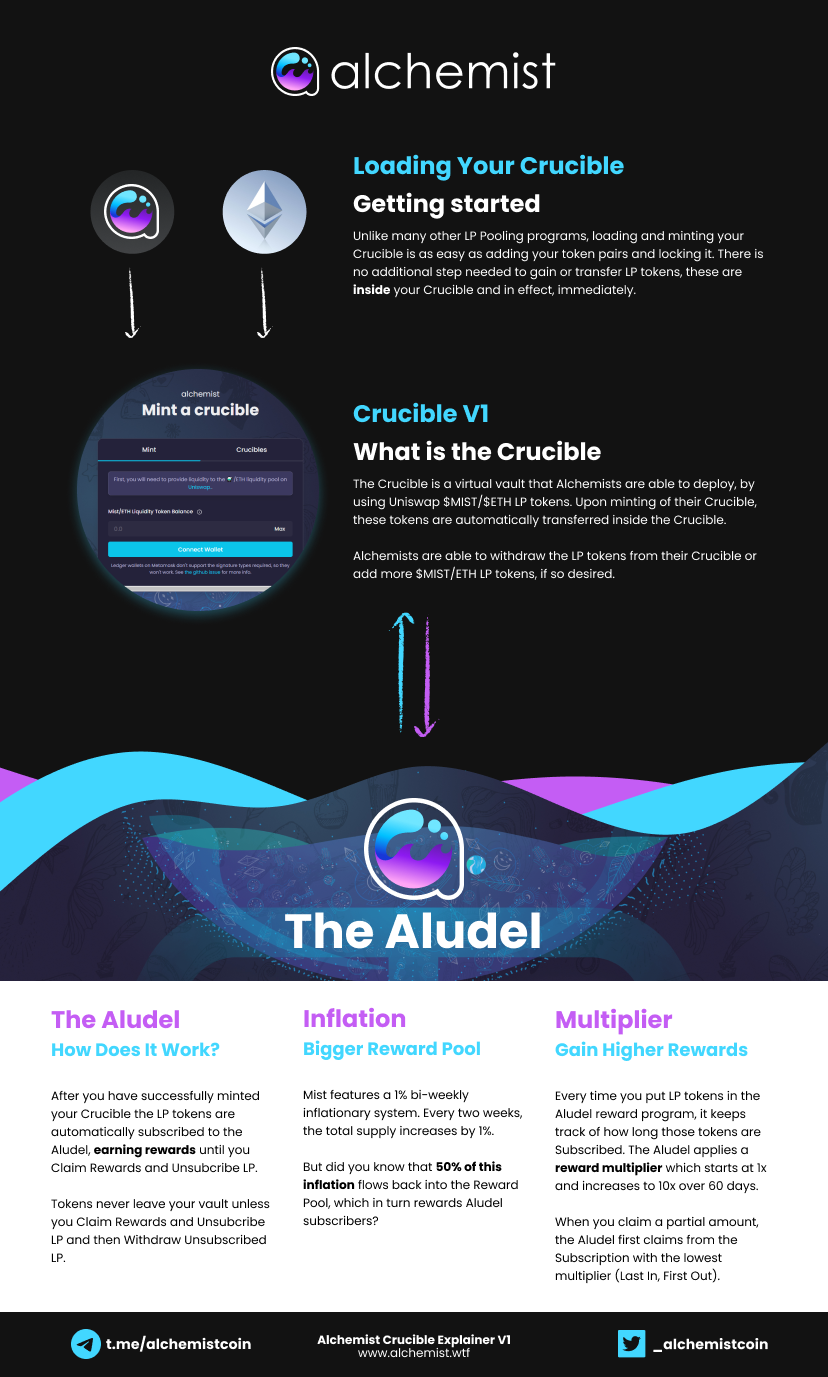 alchemist
Loading Your Crucible
Getting started
Unlike many other LP Pooling programs, loading and minting your
Crucible is as easy as adding your token pairs and locking it. There is
no additional step needed to gain or transfer LP tokens, these are
inside your Crucible and in effect, immediately.
alchemist
Mint a crucible
Mint
Crucibles
First, you will need to provide liquidity to the /ETH liquidity pool on
Uniswap.
Mist/ETH Liquidity Token Balance
0.0
Max
Connect Wallet
Ledger wallets on Metamask don't support the signature types required, so they
won't work. See the github issue for more info.
Crucible V1
What is the Crucible
The Crucible is a virtual vault that Alchemists are able to deploy, by
using Uniswap $MIST/$ETH LP tokens. Upon minting of their Crucible,
these tokens are automatically transferred inside the Crucible.
Alchemists are able to withdraw the LP tokens from their Crucible or
add more $MIST/ETH LP tokens, if so desired.
The Aludel
The Aludel
How Does It Work?
After you have successfully minted
your Crucible the LP tokens are
automatically subscribed to the
Aludel, earning rewards until you
Claim Rewards and Unsubcribe LP.
Tokens never leave your vault unless
you Claim Rewards and Unsubcribe
LP and then Withdraw Unsubscribed
LP.
Inflation
Bigger Reward Pool
Mist features a 1% bi-weekly
inflationary system. Every two weeks,
the total supply increases by 1%.
But did you know that 50% of this
inflation flows back into the Reward
Pool, which in turn rewards Aludel
subscribers?
Multiplier
Gain Higher Rewards
Every time you put LP tokens in the
Aludel reward program, it keeps
track of how long those tokens are
Subscribed. The Aludel applies a
reward multiplier which starts at 1x
and increases to 10x over 60 days.
When you claim a partial amount,
the Aludel first claims from the
Subscription with the lowest
multiplier (Last In, First Out).
t.me/alchemistcoin
Alchemist Crucible Explainer V1
www.alchemist.wtf
_alchemistcoin